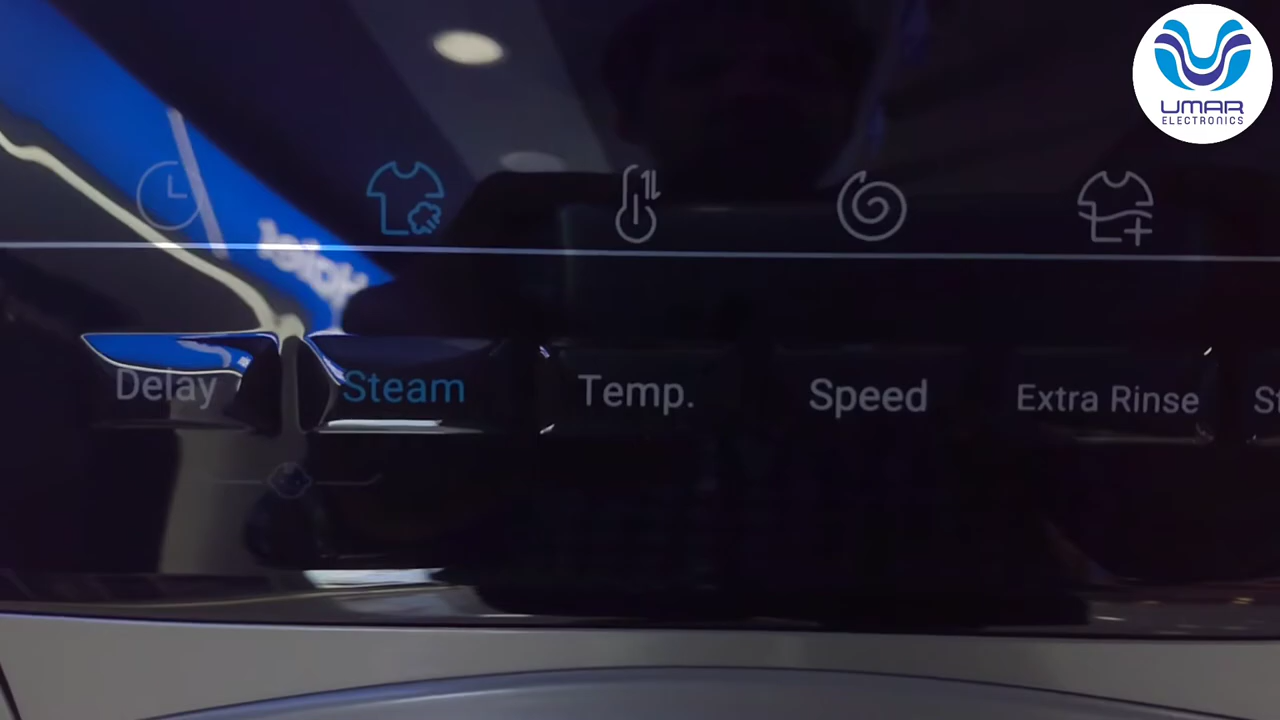 UMAR
ELECTRONICS
Delay
Steam
Temp.
Speed
Extra Rinse